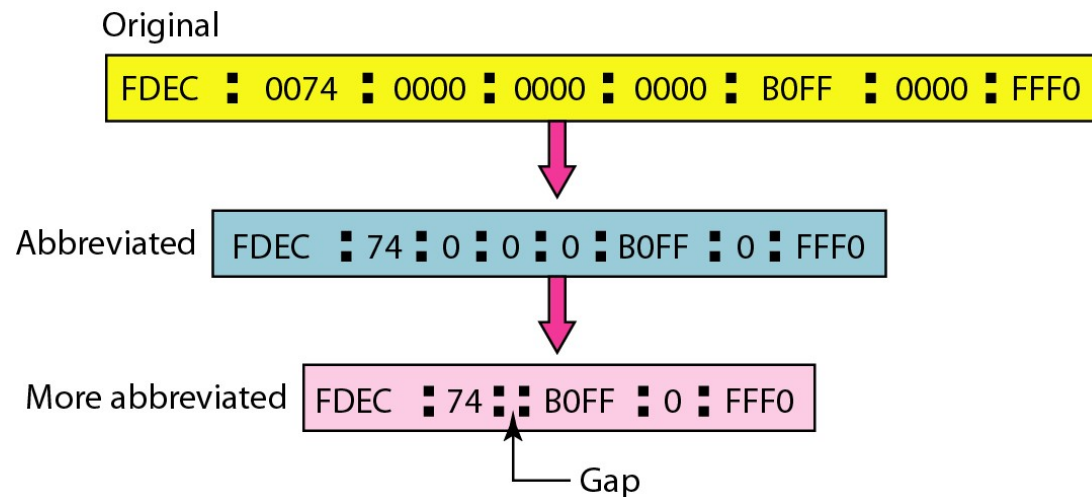 Original
FDEC : 0074 : 0000 : 0000 : 0000 : B0FF : 0000 : FFF0
Abbreviated FDEC : 74 : 0 : 0 : 0 : B0FF : 0 : FFF0
More abbreviated FDEC : 74 : : B0FF : 0 : FFF0
Gap